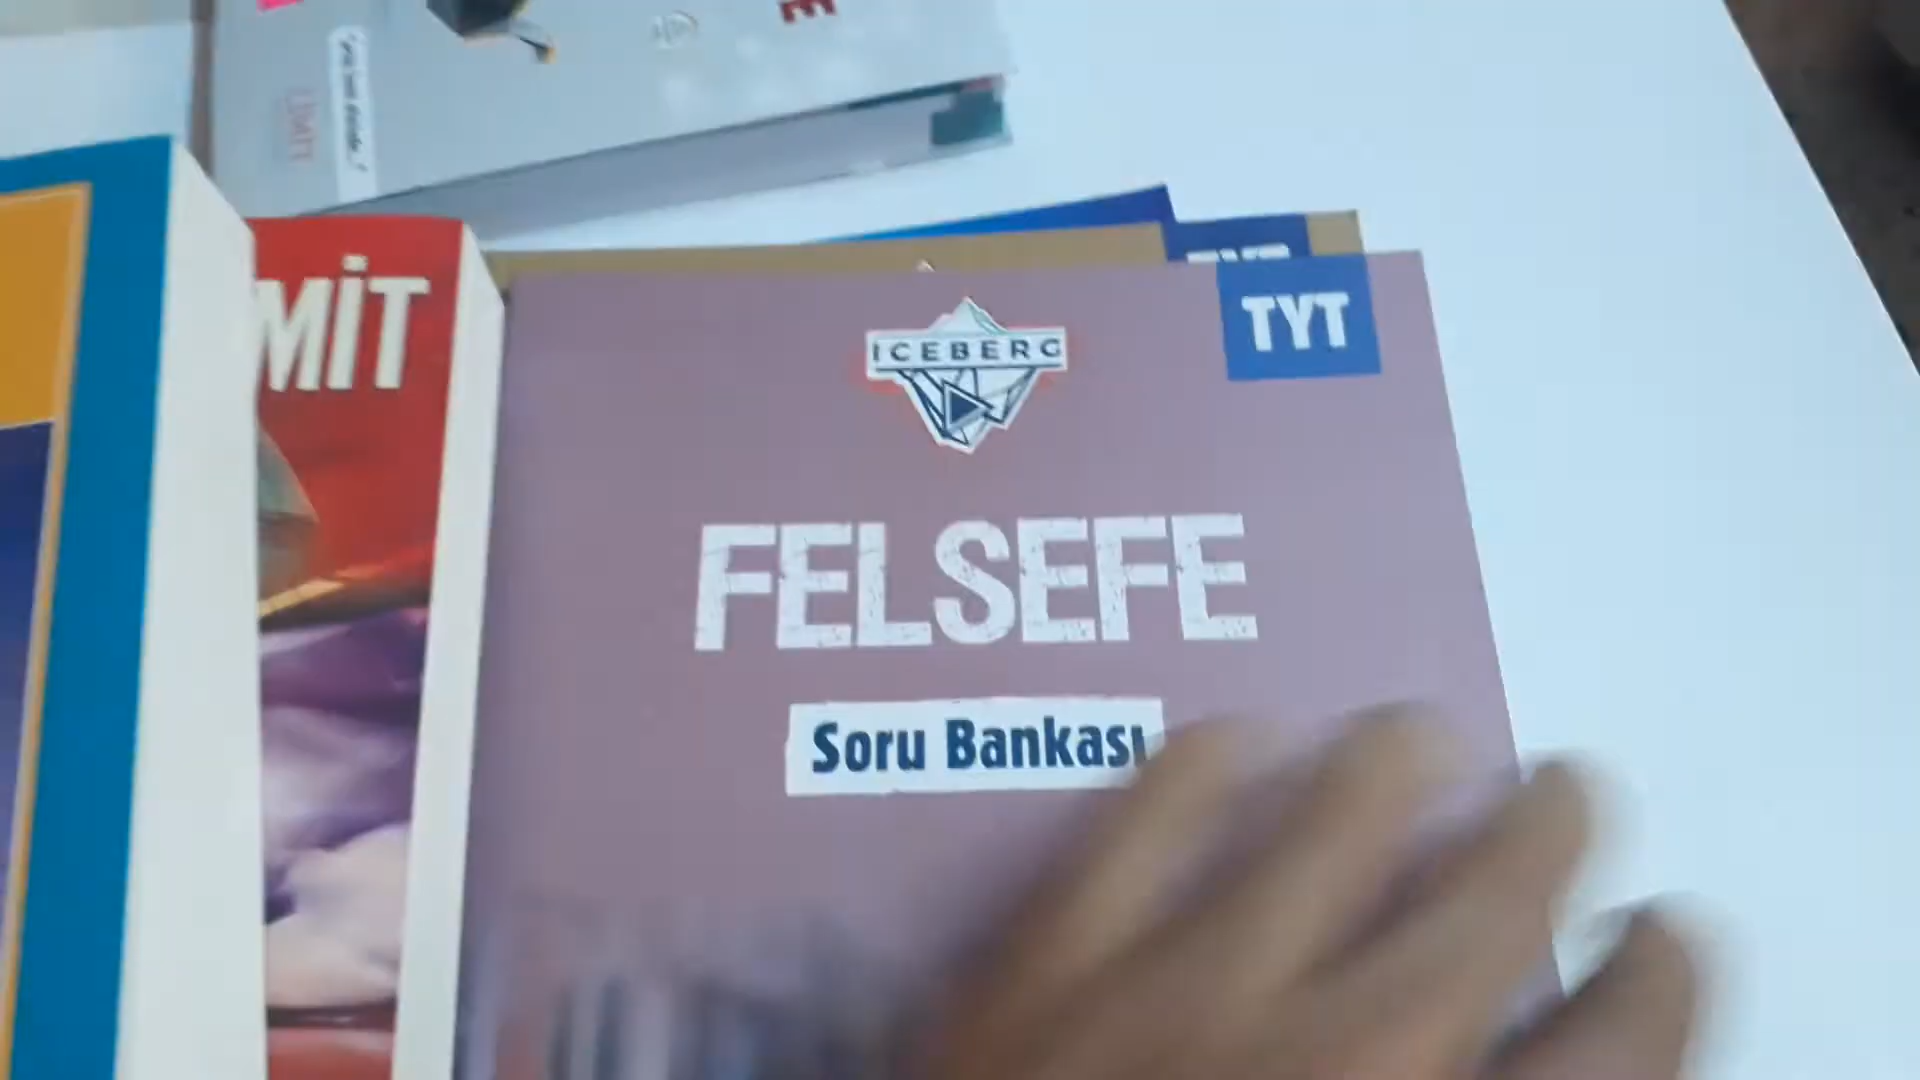 MİT
ICEBERG
TYT
FELSEFE
Soru Bankası